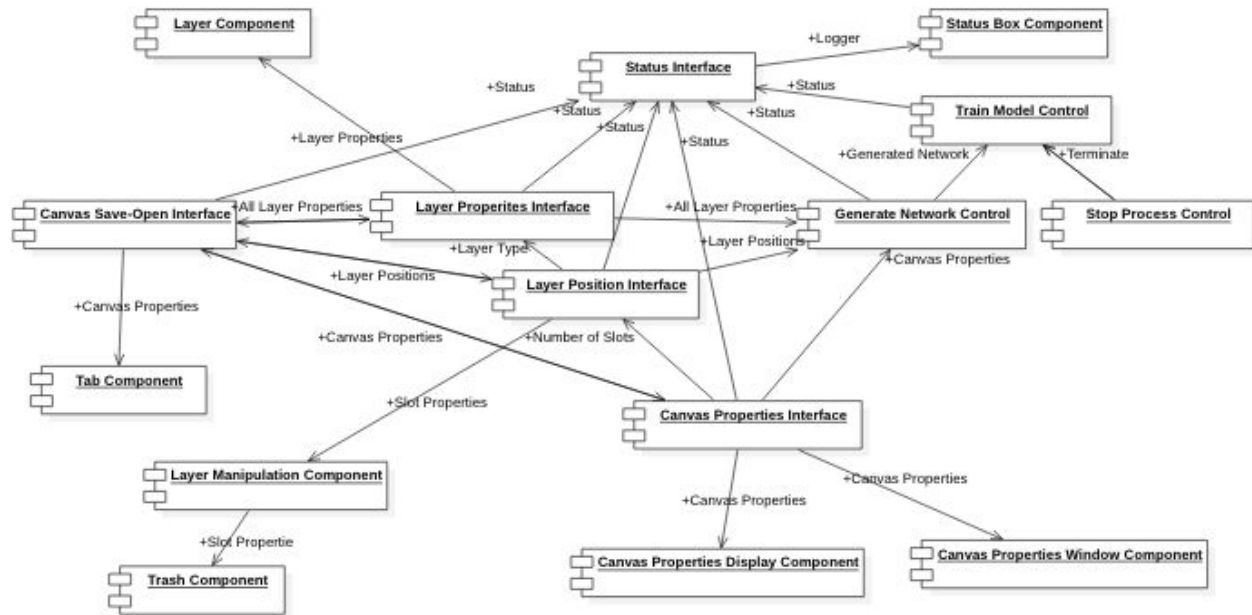 Layer Component
Status Box Component
+Logger
Status Interface
+Status
+Status
+Status
+Status
+Status
Train Model Control
+Layer Properties
+Status
+Generated Network
+Terminate
Canvas Save-Open Interface
+All Layer Properties
Layer Properites Interface
+All Layer Properties
Generate Network Control
Stop Process Control
+Layer Type
+Layer Positions
+Canvas Properties
+Layer Positions
Layer Position Interface
+Canvas Properties
+Canvas Properties
+Number of Slots
Tab Component
+Slot Properties
Canvas Properties Interface
Layer Manipulation Component
+Canvas Properties
+Canvas Properties
+Slot Propertie
Canvas Properties Display Component
Canvas Properties Window Component
Trash Component